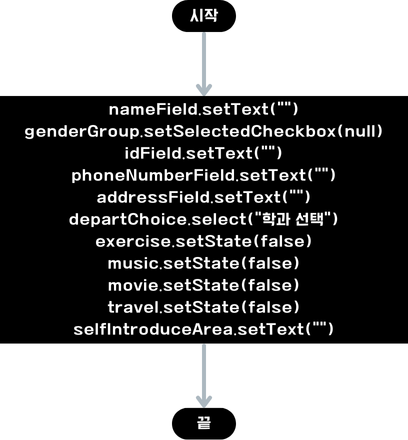 시작
nameField.setText("")
genderGroup.setSelectedCheckbox(null)
idField.setText("")
phoneNumberField.setText("")
addressField.setText("")
departChoice.select("학과 선택")
exercise.setState(false)
music.setState(false)
movie.setState(false)
travel.setState(false)
selfIntroduceArea.setText("")
끝